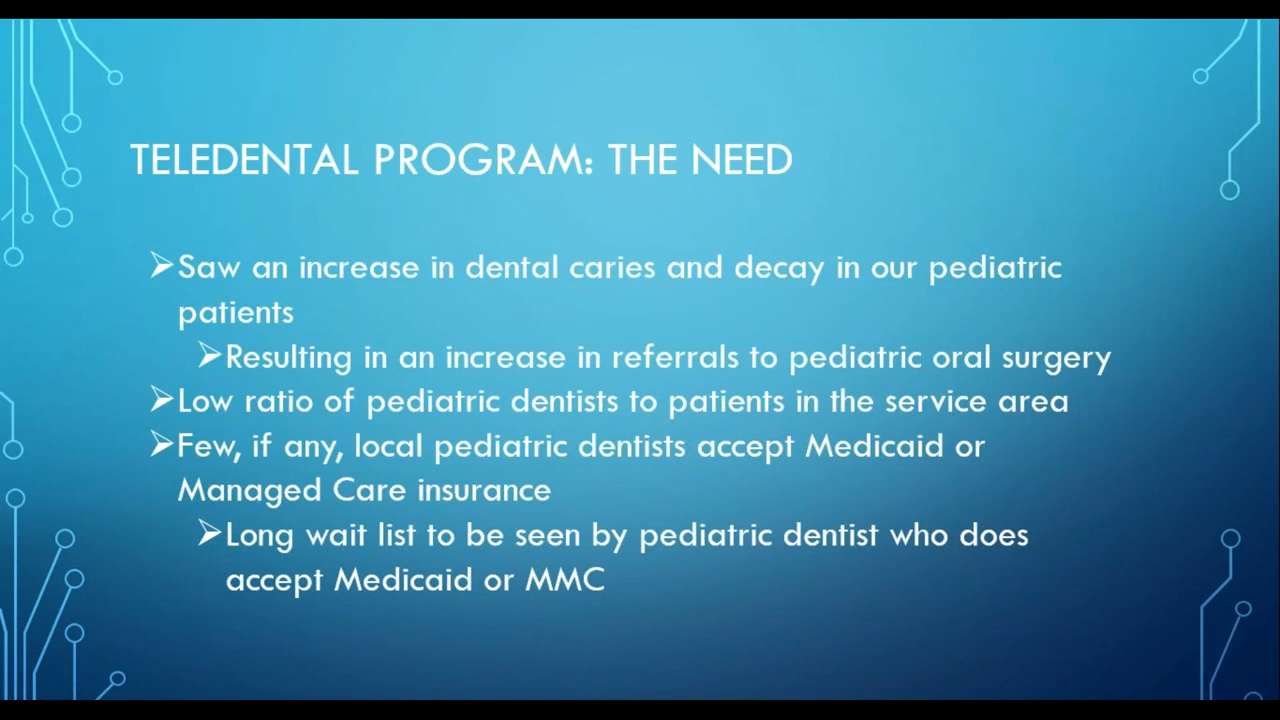 TELEDENTAL PROGRAM: THE NEED
➢Saw an increase in dental caries and decay in our pediatric
patients
➢Resulting in an increase in referrals to pediatric oral surgery
➢Low ratio of pediatric dentists to patients in the service area
➢Few, if any, local pediatric dentists accept Medicaid or
Managed Care insurance
➢Long wait list to be seen by pediatric dentist who does
accept Medicaid or MMC